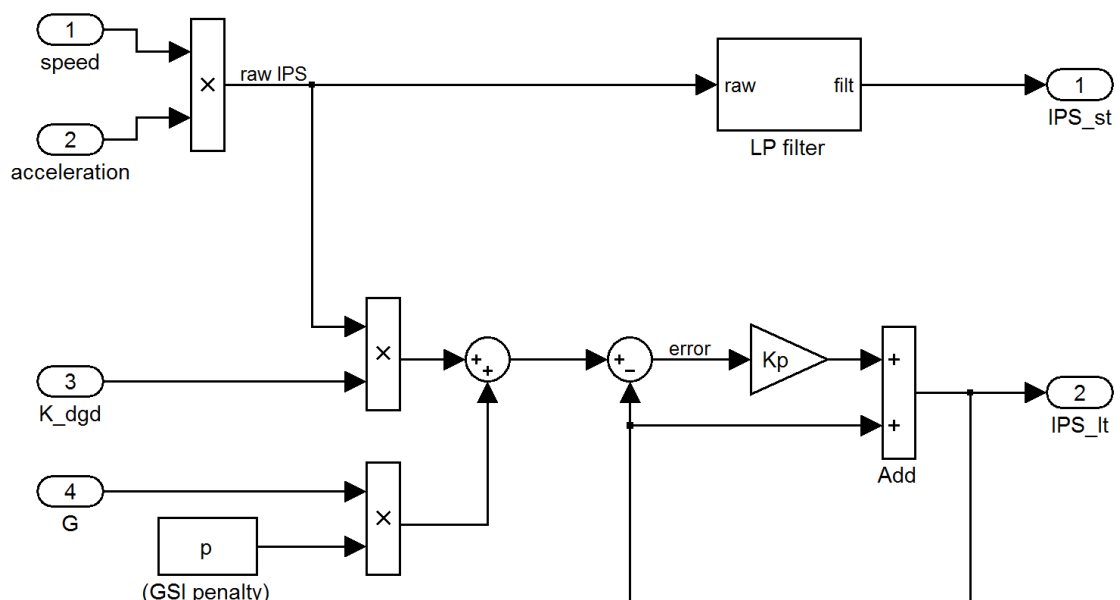 1
speed
2
acceleration
×
raw IPS
raw filt
LP filter
1
IPS_st
3
K_dgd
×
+
+
+
−
error
Kp
+
+
Add
2
IPS_lt
4
G
p
(GSI penalty)
×